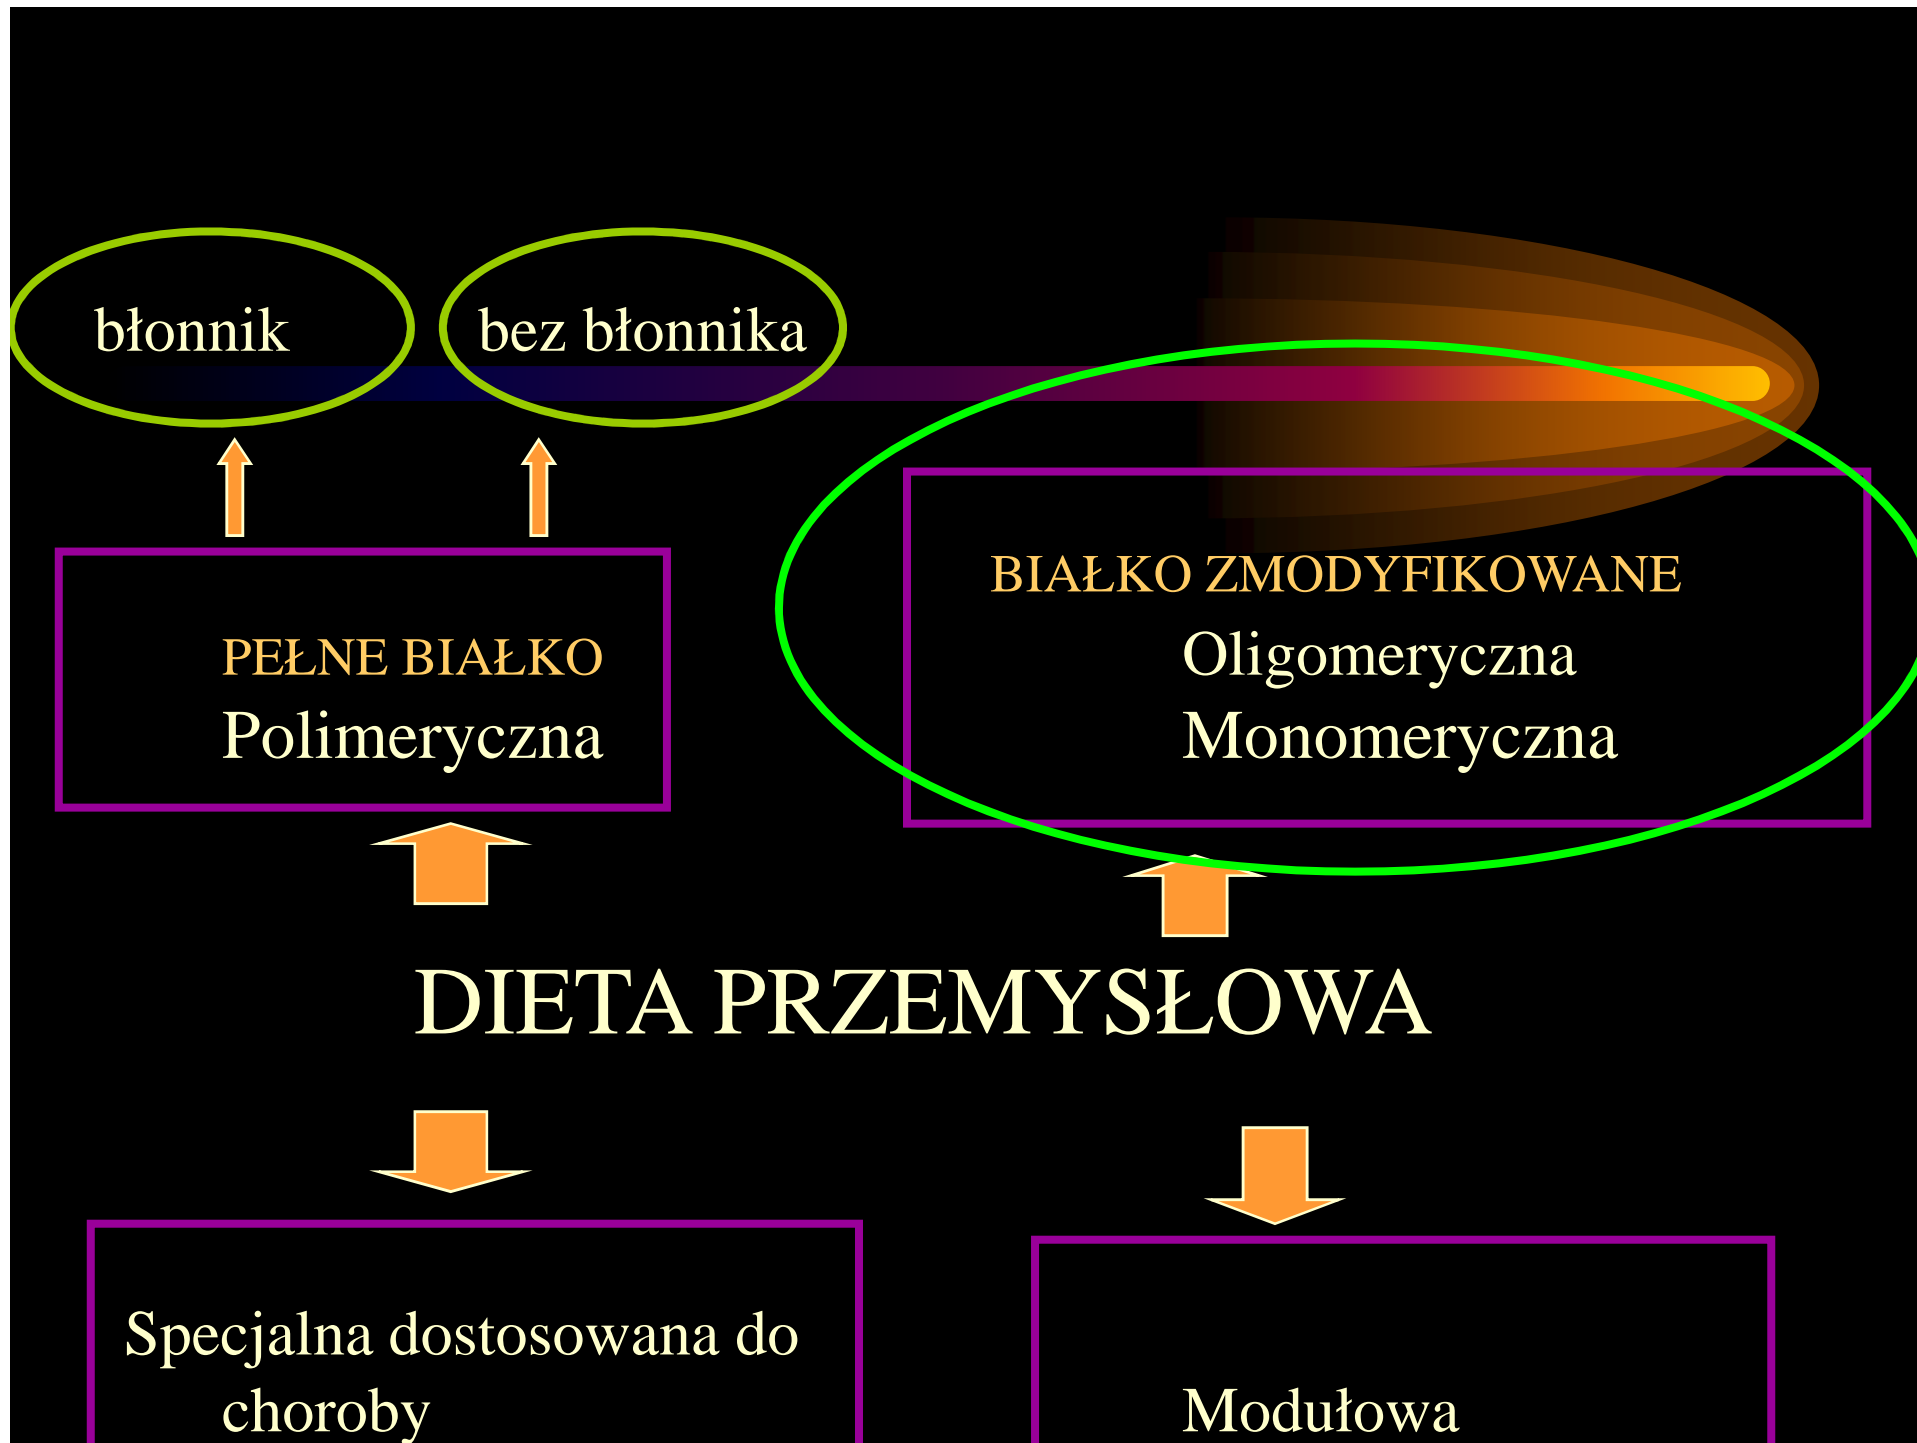 błonnik
bez błonnika
PEŁNE BIAŁKO
Polimeryczna
BIAŁKO ZMODYFIKOWANE
Oligomeryczna
Monomeryczna
DIETA PRZEMYSŁOWA
Specjalna dostosowana do
choroby
Modułowa